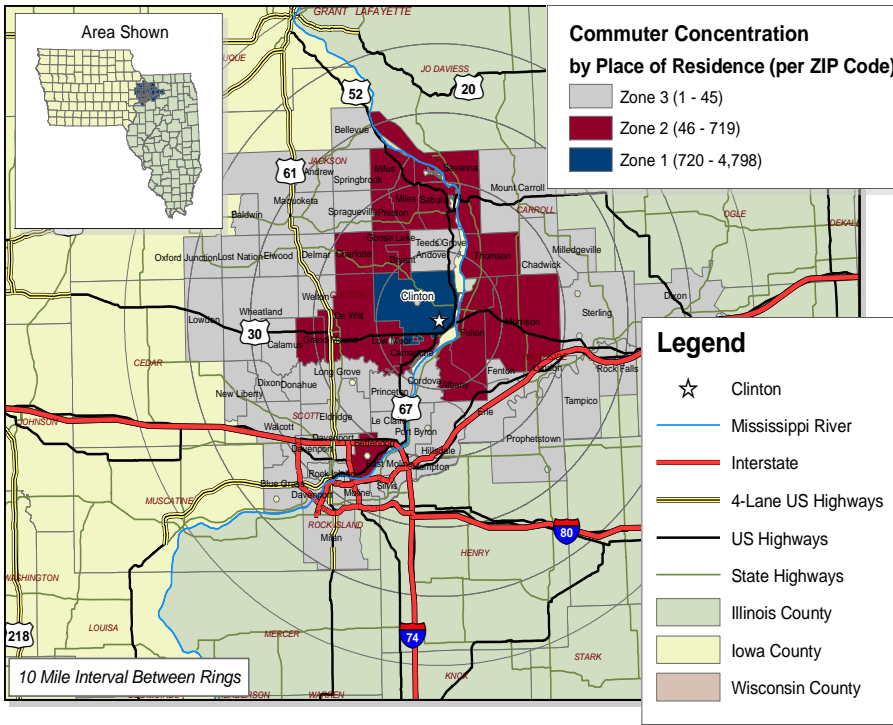 Area Shown
Commuter Concentration
by Place of Residence (per ZIP Code)
Zone 3 (1 - 45)
Zone 2 (46 - 719)
Zone 1 (720 - 4,798)
GRANT
LAFAYETTE
JO DAVIESS
20
52
Bellevue
61
JACKSON
Andrew
Springbrook
Miles
Savanna
Mount Carroll
Maquoketa
Miles
Sabula
CARROLL
OGLE
Baldwin
Spragueville
Preston
DEKALB
Goose Lake
Teeds Grove
Oxford Junction
Lost Nation
Elwood
Delmar
Charlotte
Bryant
Andover
Thomson
Milledgeville
Chadwick
Clinton
Welton
Dixon
Lowden
Wheatland
De Witt
Sterling
30
Calamus
Grand Mound
Low Moor
Fulton
Morrison
Camanche
CEDAR
Long Grove
Cordova
Albany
Fenton
Lyndon
Rock Falls
Dixon
Donahue
New Liberty
Princeton
67
Erie
Tampico
JOHNSON
SCOTT
Eldridge
Le Claire
Port Byron
Walcott
Davenport
Davenport
Bettendorf
Prophetstown
Hillsdale
East Moline
Hampton
Rock Island
Blue Grass
Silvis
Davenport
Moline
MUSCATINE
ROCK ISLAND
Milan
80
HENRY
WASHINGTON
LOUISA
218
MERCER
74
STARK
KNOX
WARREN
10 Mile Interval Between Rings
Legend
Clinton
Mississippi River
Interstate
4-Lane US Highways
US Highways
State Highways
Illinois County
Iowa County
Wisconsin County